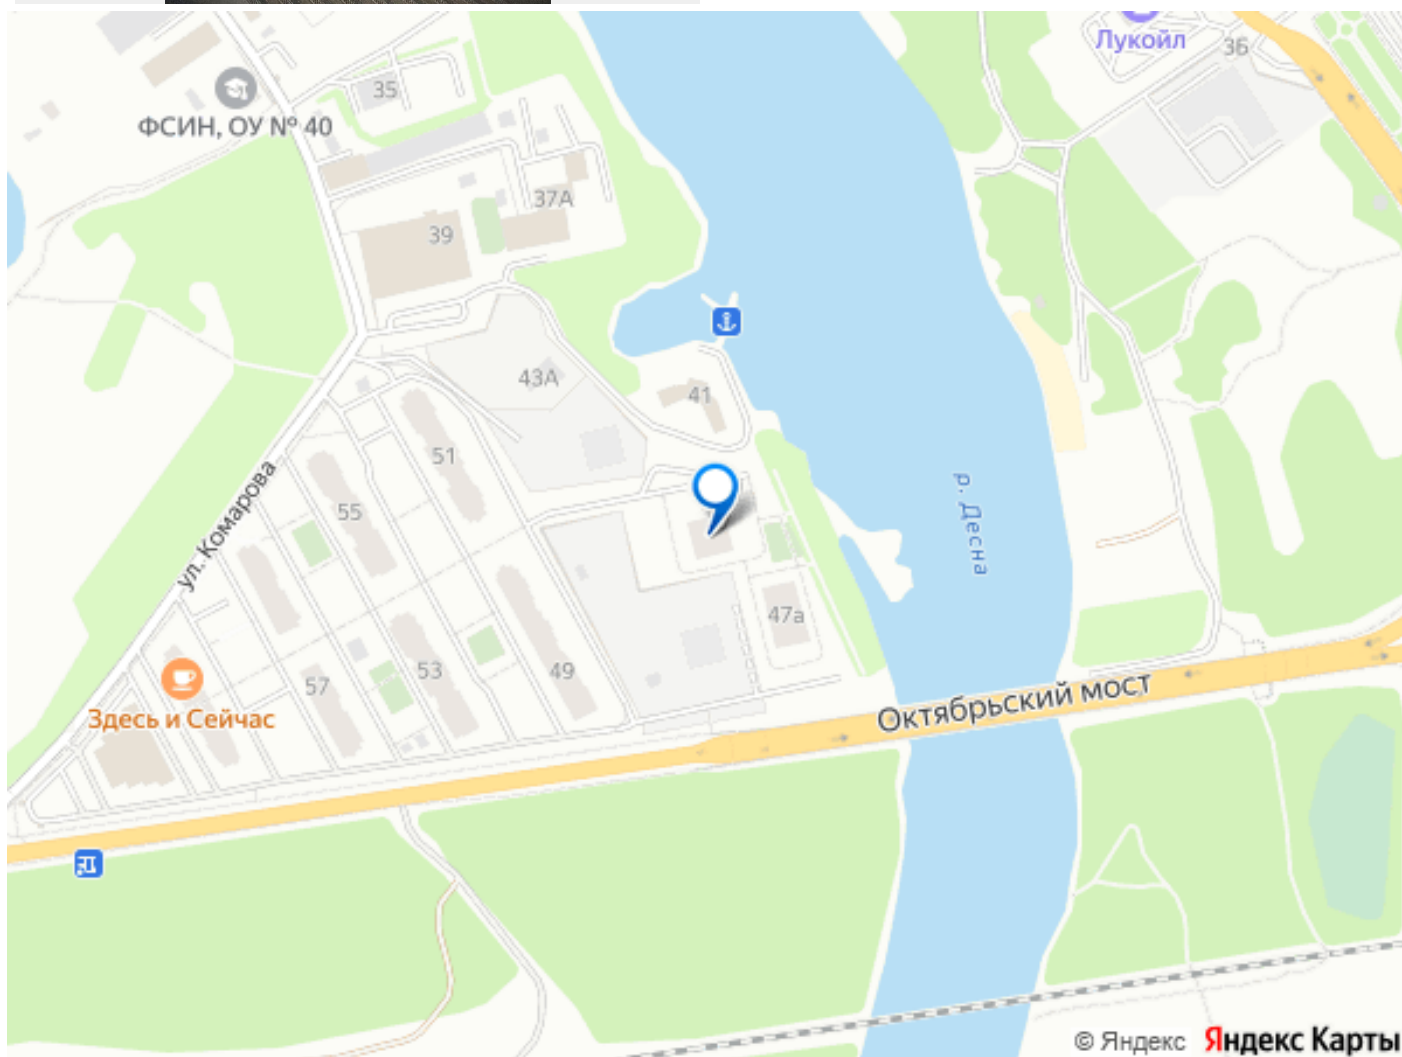 Лукойл
36
35
ФСИН, ОУ № 40
37А
39
43А
41
51
ул. Комарова
55
р. Десна
47а
57
53
49
Здесь и Сейчас
Октябрьский мост
© Яндекс Яндекс Карты